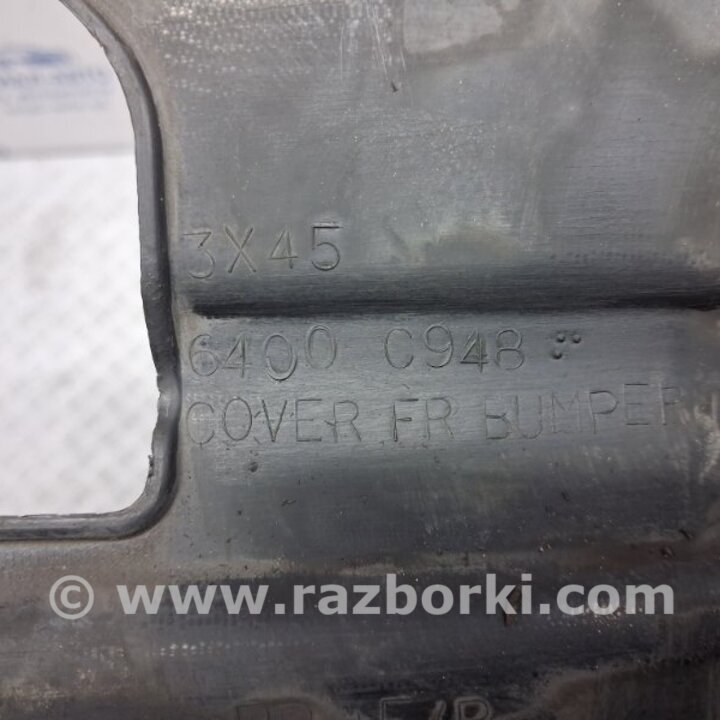 3X45
6400 C948
COVER FR BUMPER
© www.razborki.com